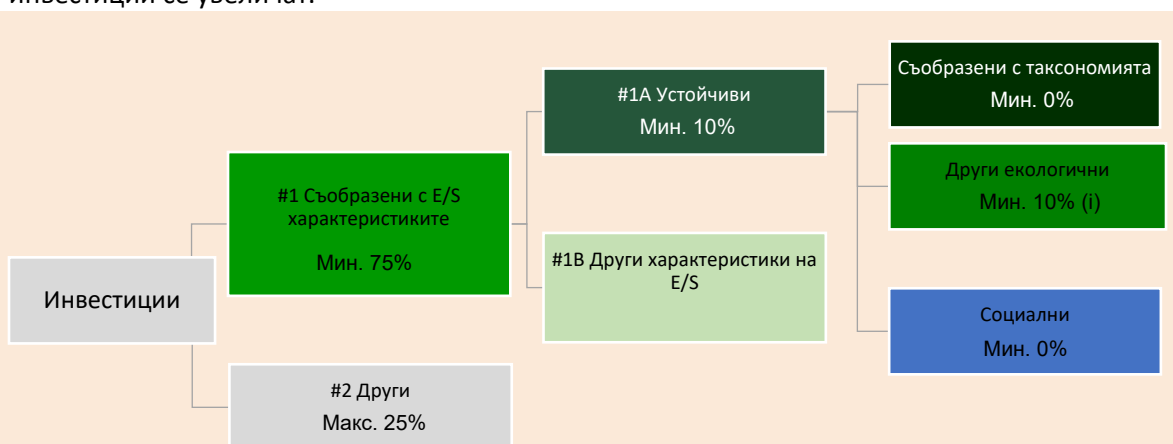 инвестиции се увеличат.
Съобразени с таксономията
Мин. 0%
#1A Устойчиви
Мин. 10%
Други екологични
Мин. 10% (i)
#1 Съобразени с E/S
характеристиките
Мин. 75%
#1B Други характеристики на
E/S
Инвестиции
Социални
Мин. 0%
#2 Други
Макс. 25%